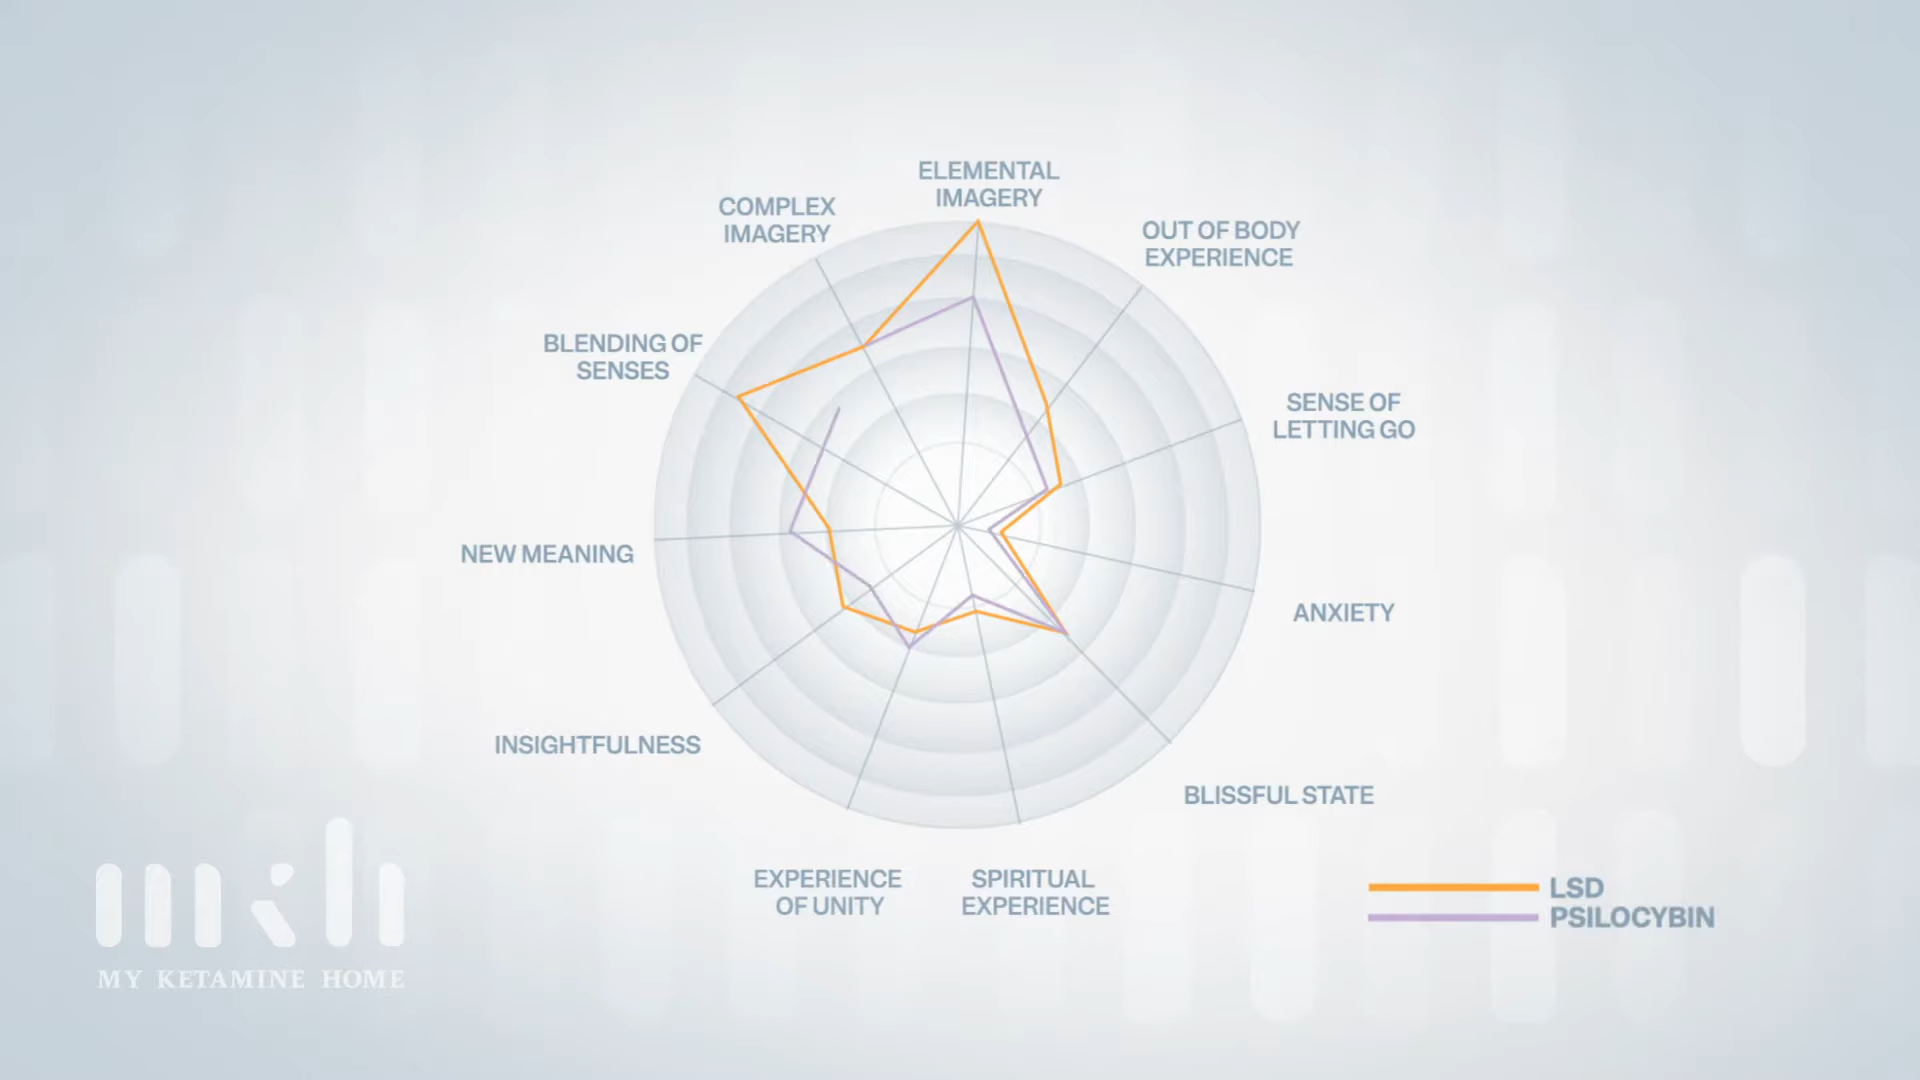 ELEMENTAL
IMAGERY
COMPLEX
IMAGERY
OUT OF BODY
EXPERIENCE
BLENDING OF
SENSES
SENSE OF
LETTING GO
NEW MEANING
ANXIETY
INSIGHTFULNESS
BLISSFUL STATE
EXPERIENCE
OF UNITY
SPIRITUAL
EXPERIENCE
LSD
PSILOCYBIN
mkh
MY KETAMINE HOME